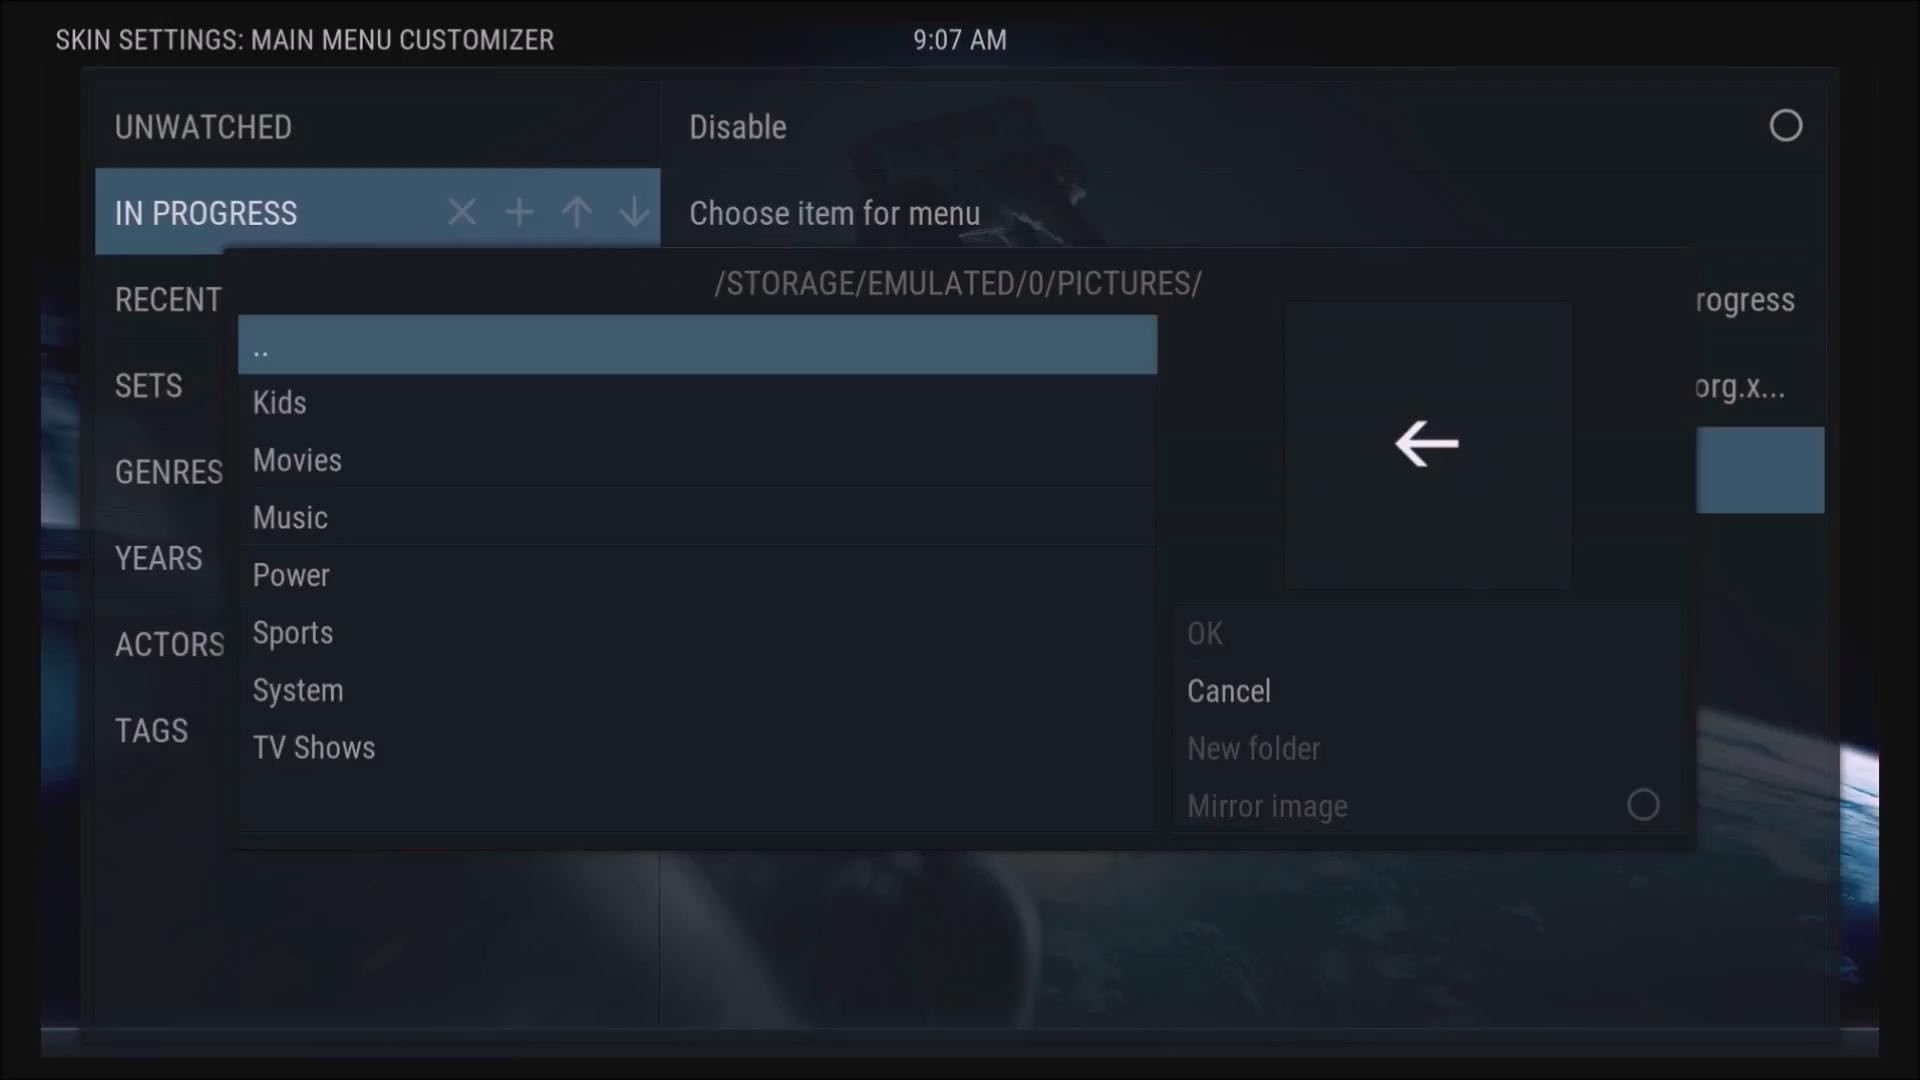 SKIN SETTINGS: MAIN MENU CUSTOMIZER
9:07 AM
UNWATCHED
Disable
IN PROGRESS
Choose item for menu
RECENT
rogress
SETS
org.x...
GENRES
YEARS
ACTORS
TAGS
/STORAGE/EMULATED/0/PICTURES/
..
Kids
Movies
Music
Power
Sports
System
TV Shows
OK
Cancel
New folder
Mirror image